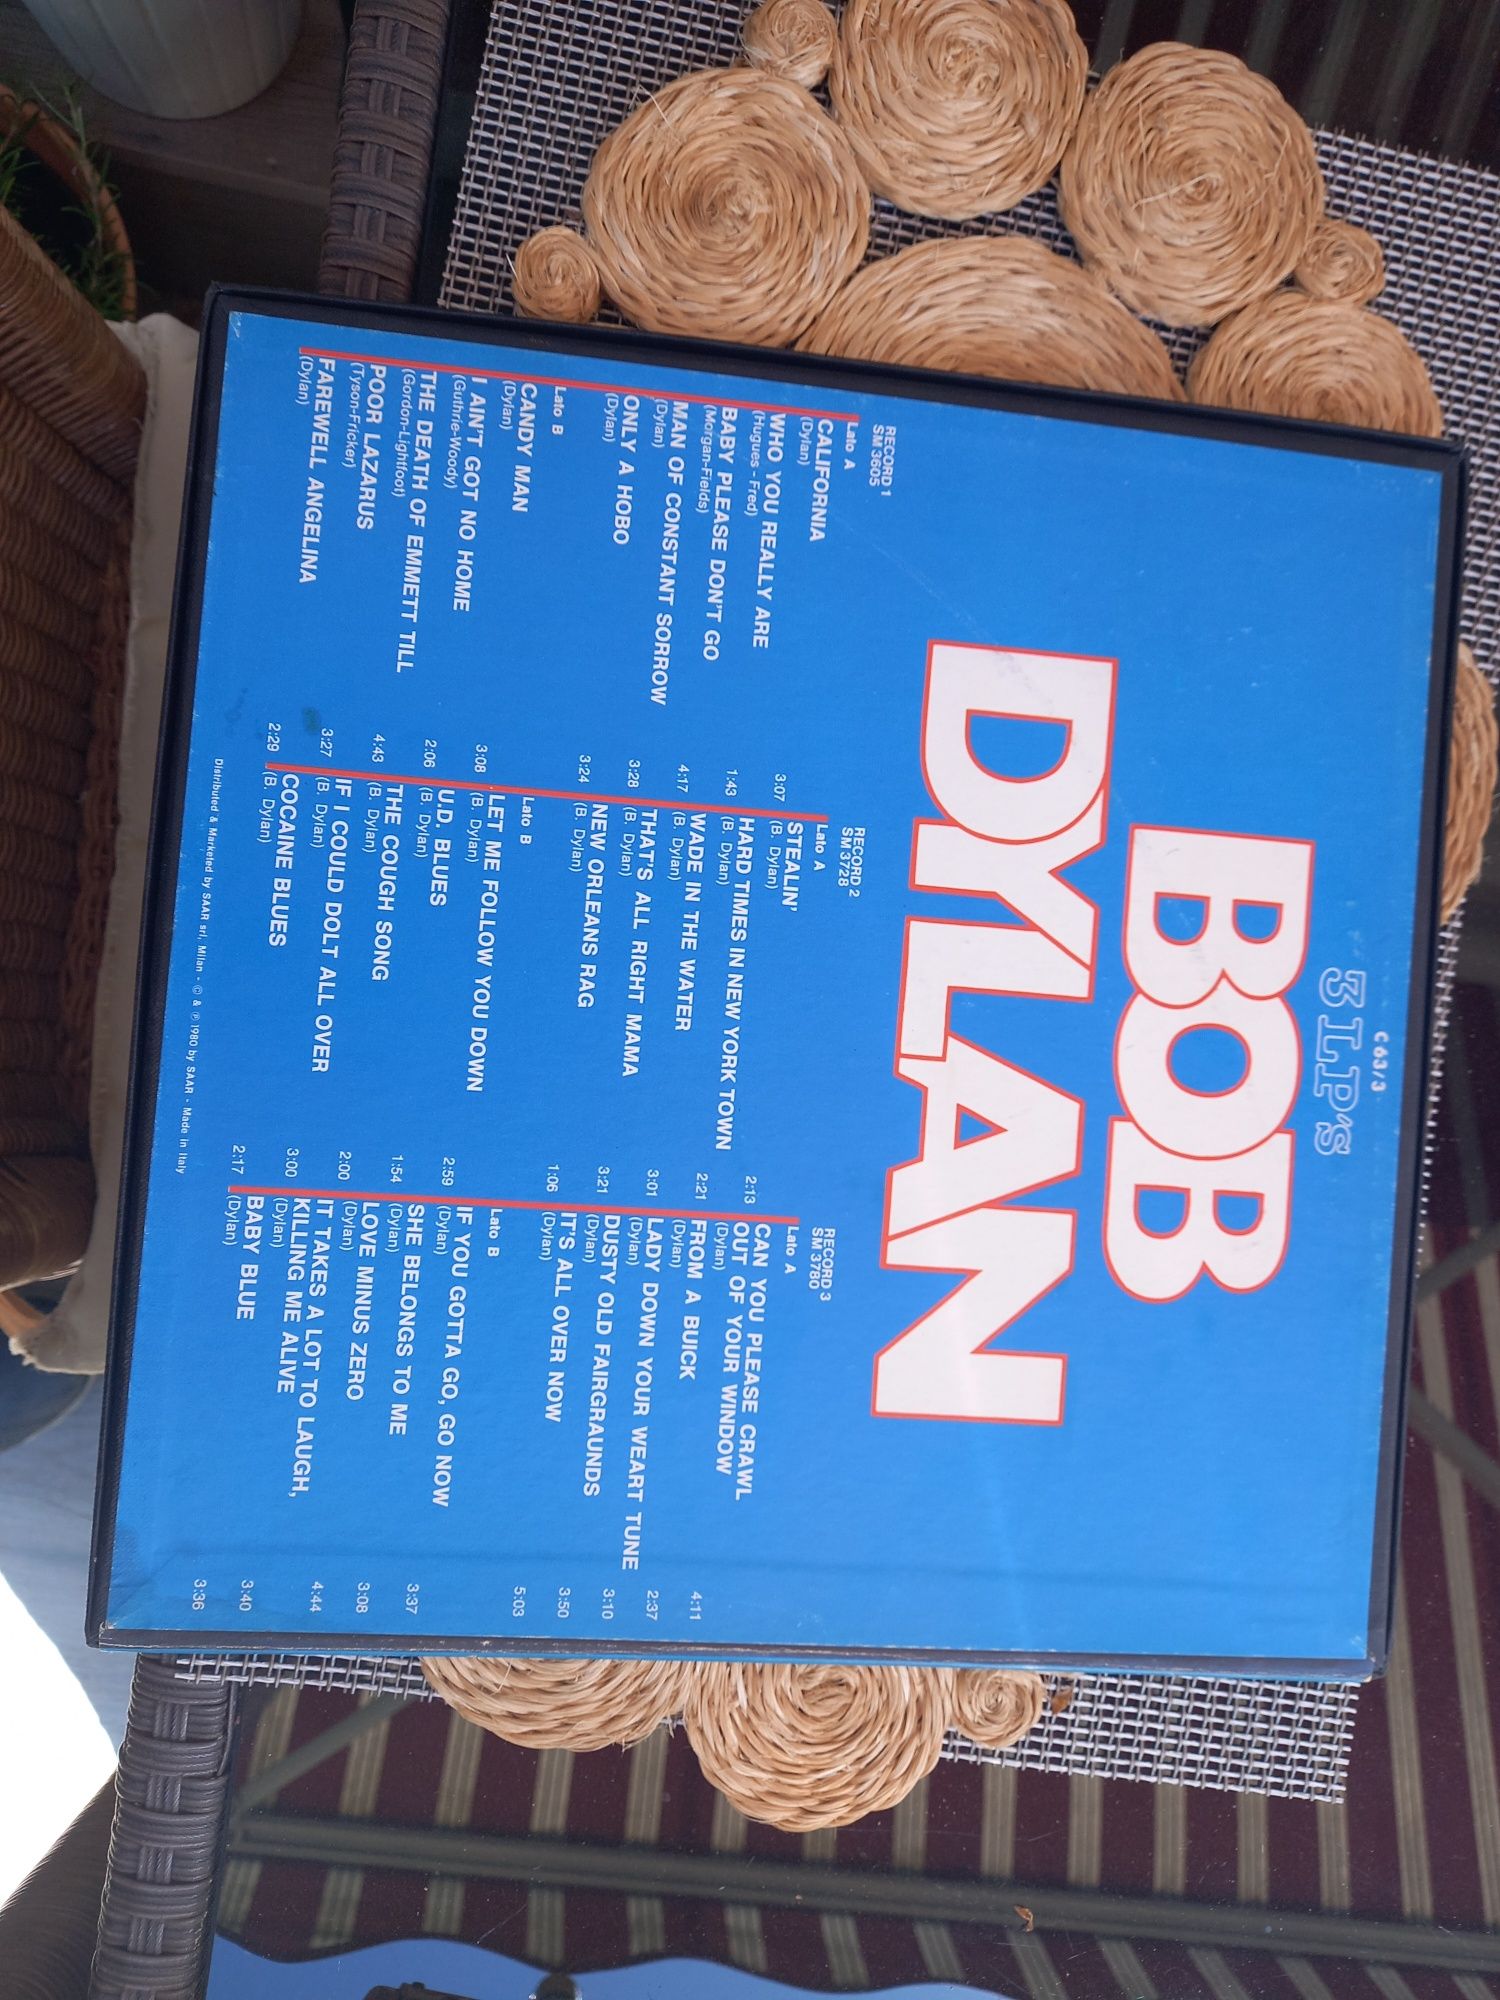 C 63/3
3 LP's
BOB
DYLAN
RECORD 1
SM 3605
Lato A
CALIFORNIA
(Dylan)
3:07
WHO YOU REALLY ARE
(Hugues - Fred)
1:43
BABY PLEASE DON'T GO
(Morgan-Fields)
4:17
MAN OF CONSTANT SORROW
(Dylan)
3:28
ONLY A HOBO
(Dylan)
3:24
Lato B
CANDY MAN
(Dylan)
3:08
I AIN'T GOT NO HOME
(Guthrie-Woody)
2:06
THE DEATH OF EMMETT TILL
(Gordon-Lightfoot)
4:43
POOR LAZARUS
(Tyson-Fricker)
3:27
FAREWELL ANGELINA
(Dylan)
2:29
RECORD 2
SM 3728
Lato A
STEALIN'
(B. Dylan)
2:13
HARD TIMES IN NEW YORK TOWN
(B. Dylan)
2:21
WADE IN THE WATER
(B. Dylan)
3:01
THAT'S ALL RIGHT MAMA
(B. Dylan)
3:21
NEW ORLEANS RAG
(B. Dylan)
1:06
Lato B
LET ME FOLLOW YOU DOWN
(B. Dylan)
2:59
U.D. BLUES
(B. Dylan)
1:54
THE COUGH SONG
(B. Dylan)
2:00
IF I COULD DOLT ALL OVER
(B. Dylan)
3:00
COCAINE BLUES
(B. Dylan)
2:17
RECORD 3
SM 3780
Lato A
CAN YOU PLEASE CRAWL
OUT OF YOUR WINDOW
(Dylan)
4:11
FROM A BUICK
(Dylan)
2:37
LADY DOWN YOUR WEART TUNE
(Dylan)
3:10
DUSTY OLD FAIRGRAUNDS
(Dylan)
3:50
IT'S ALL OVER NOW
(Dylan)
5:03
Lato B
IF YOU GOTTA GO, GO NOW
(Dylan)
3:37
SHE BELONGS TO ME
(Dylan)
3:08
LOVE MINUS ZERO
(Dylan)
4:44
IT TAKES A LOT TO LAUGH,
KILLING ME ALIVE
(Dylan)
3:40
BABY BLUE
(Dylan)
3:36
Distributed & Marketed by SAAR srl, Milan - © & ℗ 1980 by SAAR - Made in Italy